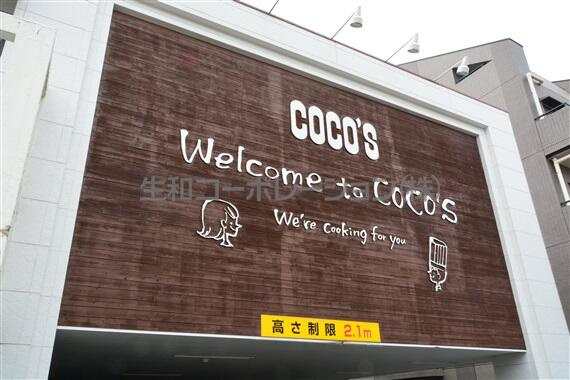 COCO'S
Welcome to COCO'S
生和コーポレーション(株)
We're cooking for you
高さ制限 2.1m